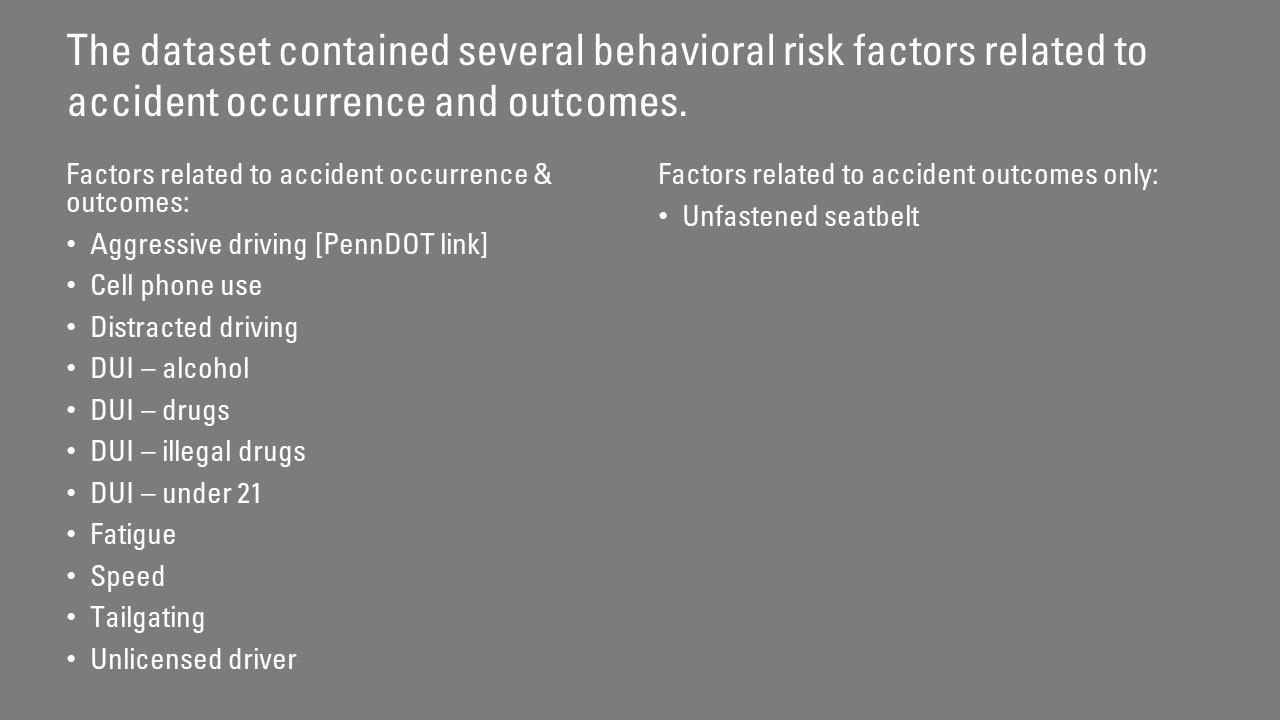 The dataset contained several behavioral risk factors related to
accident occurrence and outcomes.
Factors related to accident occurrence &
outcomes:
• Aggressive driving [PennDOT link]
• Cell phone use
• Distracted driving
• DUI – alcohol
• DUI – drugs
• DUI – illegal drugs
• DUI – under 21
• Fatigue
• Speed
• Tailgating
• Unlicensed driver
Factors related to accident outcomes only:
• Unfastened seatbelt